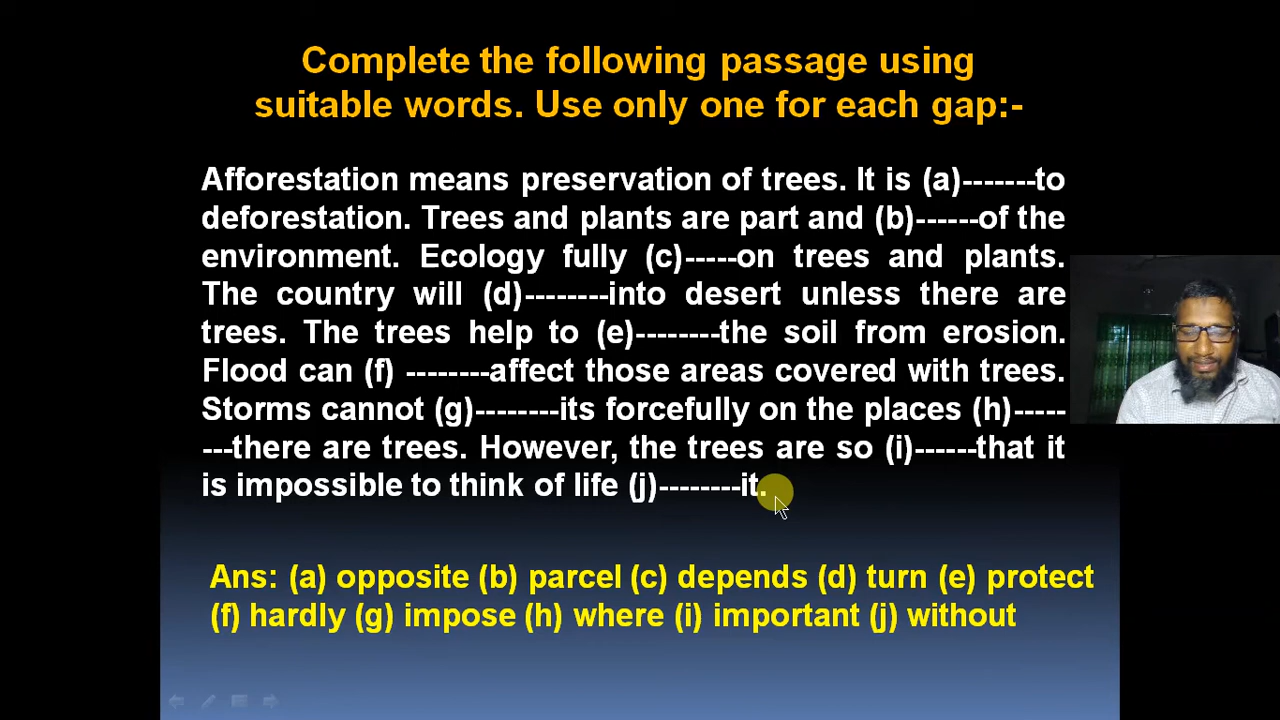 Complete the following passage using
suitable words. Use only one for each gap:-
Afforestation means preservation of trees. It is (a)-------to
deforestation. Trees and plants are part and (b)------of the
environment. Ecology fully (c)-----on trees and plants.
The country will (d)--------into desert unless there are
trees. The trees help to (e)--------the soil from erosion.
Flood can (f) --------affect those areas covered with trees.
Storms cannot (g)--------its forcefully on the places (h)-----
---there are trees. However, the trees are so (i)------that it
is impossible to think of life (j)--------it.
Ans: (a) opposite (b) parcel (c) depends (d) turn (e) protect
(f) hardly (g) impose (h) where (i) important (j) without